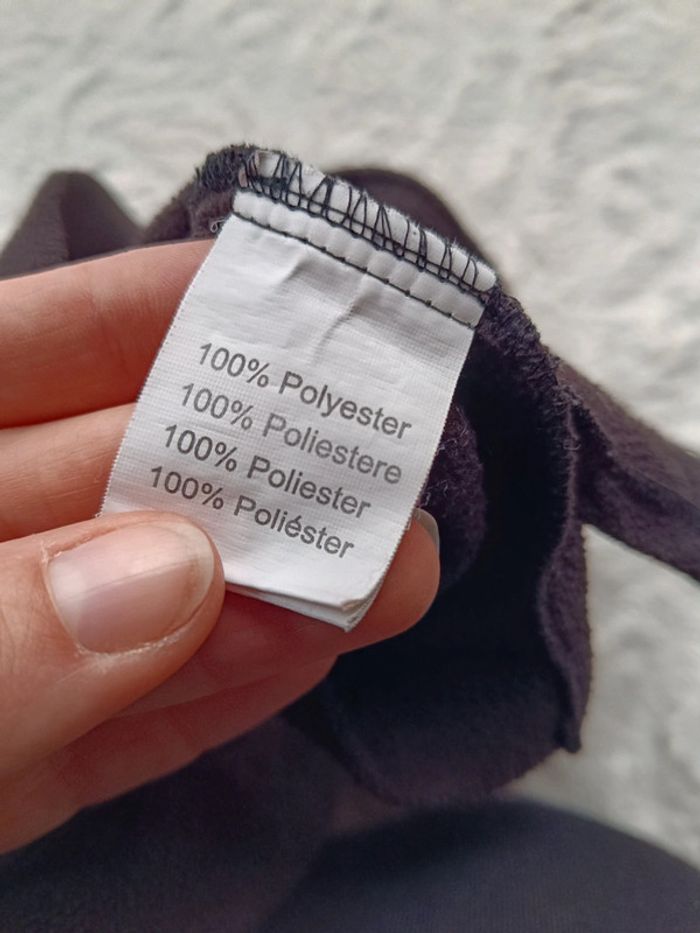 100% Polyester
100% Poliestere
100% Poliester
100% Poliéster